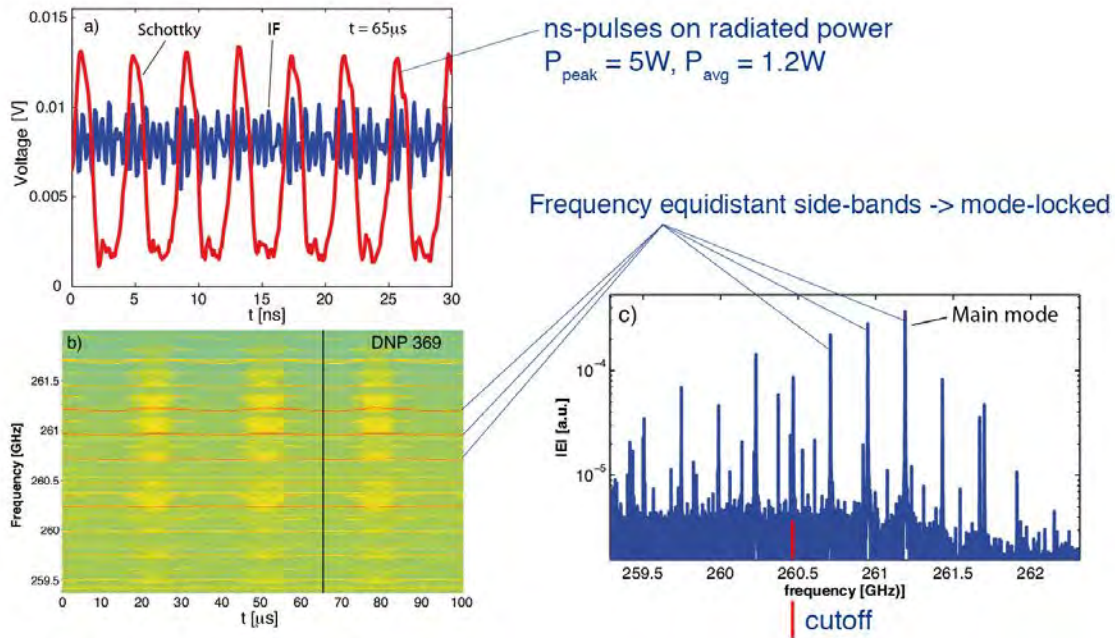 a)
Schottky
IF
t = 65μs
Voltage [V]
0.015
0.01
0.005
0
0 5 10 15 20 25 30
t [ns]
ns-pulses on radiated power
P_peak = 5W, P_avg = 1.2W
Frequency equidistant side-bands -> mode-locked
b)
DNP 369
Frequency [GHz]
261.5
261
260.5
260
259.5
0 10 20 30 40 50 60 70 80 90 100
t [μs]
c)
Main mode
|E| [a.u.]
10⁻⁴
10⁻⁵
259.5 260 260.5 261 261.5 262
frequency [GHz)]
cutoff